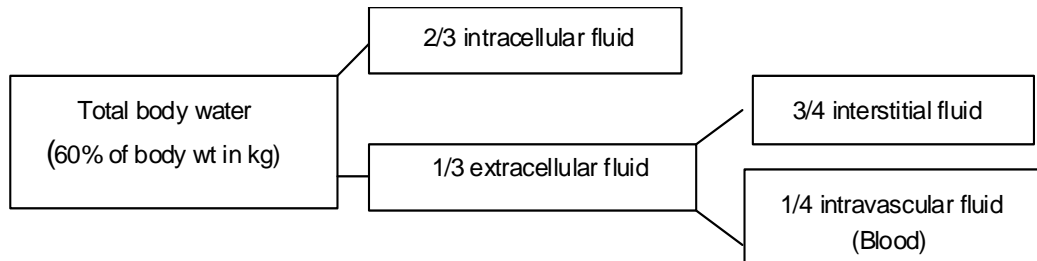 2/3 intracellular fluid
Total body water
(60% of body wt in kg)
3/4 interstitial fluid
1/3 extracellular fluid
1/4 intravascular fluid
(Blood)